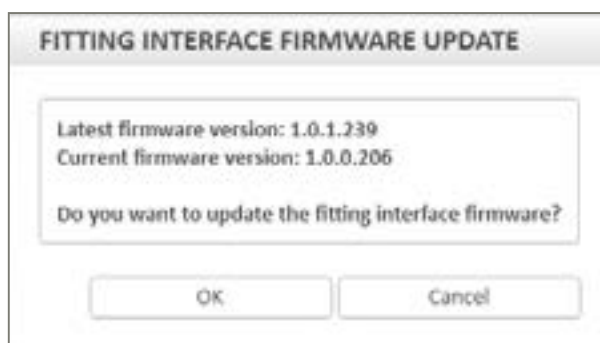 FITTING INTERFACE FIRMWARE UPDATE
Latest firmware version: 1.0.1.239
Current firmware version: 1.0.0.206
Do you want to update the fitting interface firmware?
OK
Cancel